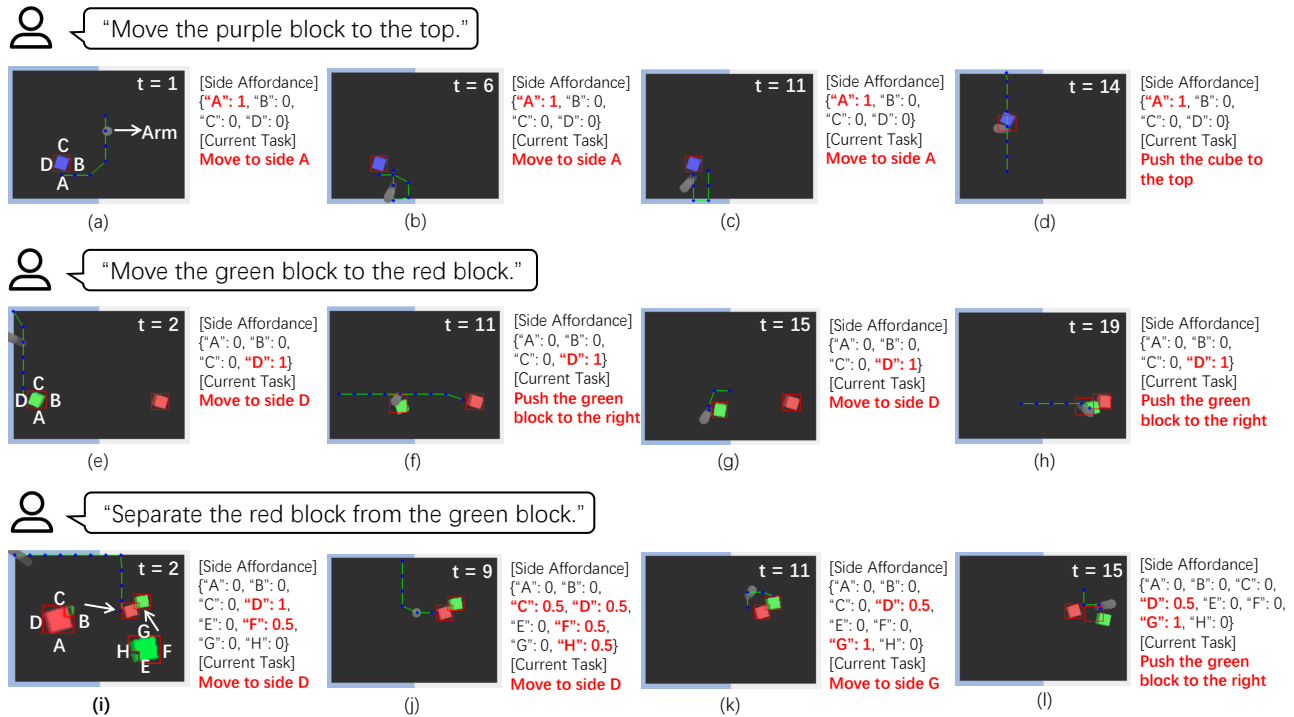 “Move the purple block to the top.”
t = 1
Arm
C
D
B
A
[Side Affordance]
{“A”: 1, “B”: 0,
“C”: 0, “D”: 0}
[Current Task]
Move to side A
(a)
t = 6
[Side Affordance]
{“A”: 1, “B”: 0,
“C”: 0, “D”: 0}
[Current Task]
Move to side A
(b)
t = 11
[Side Affordance]
{“A”: 1, “B”: 0,
“C”: 0, “D”: 0}
[Current Task]
Move to side A
(c)
t = 14
[Side Affordance]
{“A”: 1, “B”: 0,
“C”: 0, “D”: 0}
[Current Task]
Push the cube to
the top
(d)
“Move the green block to the red block.”
t = 2
C
D
B
A
[Side Affordance]
{“A”: 0, “B”: 0,
“C”: 0, “D”: 1}
[Current Task]
Move to side D
(e)
t = 11
[Side Affordance]
{“A”: 0, “B”: 0,
“C”: 0, “D”: 1}
[Current Task]
Push the green
block to the right
(f)
t = 15
[Side Affordance]
{“A”: 0, “B”: 0,
“C”: 0, “D”: 1}
[Current Task]
Move to side D
(g)
t = 19
[Side Affordance]
{“A”: 0, “B”: 0,
“C”: 0, “D”: 1}
[Current Task]
Push the green
block to the right
(h)
“Separate the red block from the green block.”
t = 2
C
D
B
A
G
H
F
E
[Side Affordance]
{“A”: 0, “B”: 0,
“C”: 0, “D”: 1,
“E”: 0, “F”: 0.5,
“G”: 0, “H”: 0}
[Current Task]
Move to side D
(i)
t = 9
[Side Affordance]
{“A”: 0, “B”: 0,
“C”: 0.5, “D”: 0.5,
“E”: 0, “F”: 0.5,
“G”: 0, “H”: 0.5}
[Current Task]
Move to side D
(j)
t = 11
[Side Affordance]
{“A”: 0, “B”: 0,
“C”: 0, “D”: 0.5,
“E”: 0, “F”: 0,
“G”: 1, “H”: 0}
[Current Task]
Move to side G
(k)
t = 15
[Side Affordance]
{“A”: 0, “B”: 0, “C”: 0,
“D”: 0.5, “E”: 0, “F”: 0,
“G”: 1, “H”: 0}
[Current Task]
Push the green
block to the right
(l)